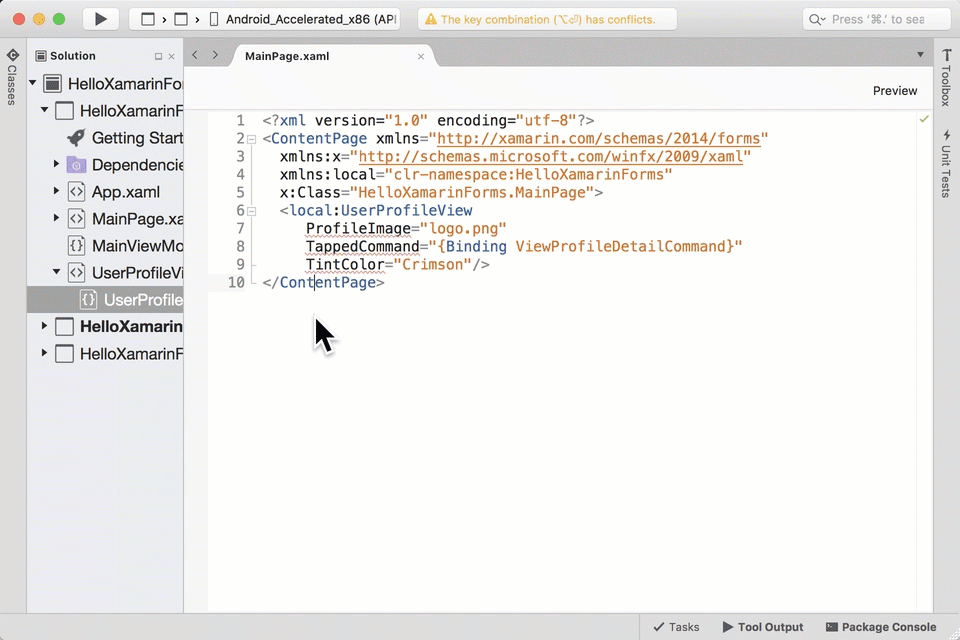 Android_Accelerated_x86 (API
The key combination (⌥⏎) has conflicts.
Press '⌘.' to sea
Classes
Solution
HelloXamarinFor
HelloXamarinF
Getting Start
Dependencie
App.xaml
MainPage.xa
MainViewMo
UserProfileVi
UserProfile
HelloXamarin
HelloXamarinF
MainPage.xaml
Preview
1 <?xml version="1.0" encoding="utf-8"?>
2 <ContentPage xmlns="http://xamarin.com/schemas/2014/forms"
3 xmlns:x="http://schemas.microsoft.com/winfx/2009/xaml"
4 xmlns:local="clr-namespace:HelloXamarinForms"
5 x:Class="HelloXamarinForms.MainPage">
6 <local:UserProfileView
7 ProfileImage="logo.png"
8 TappedCommand="{Binding ViewProfileDetailCommand}"
9 TintColor="Crimson"/>
10 </ContentPage>
Toolbox
Unit Tests
Tasks
Tool Output
Package Console